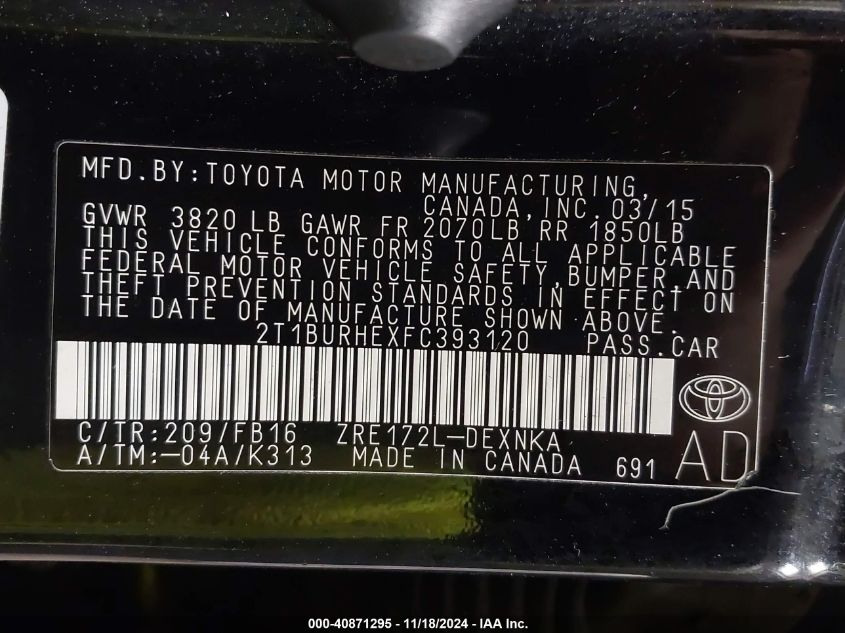 MFD.BY:TOYOTA MOTOR MANUFACTURING,
CANADA,INC. 03/15
GVWR 3820 LB GAWR FR 2070LB RR 1850LB
THIS VEHICLE CONFORMS TO ALL APPLICABLE
FEDERAL MOTOR VEHICLE SAFETY,BUMPER,AND
THEFT PREVENTION STANDARDS IN EFFECT ON
THE DATE OF MANUFACTURE SHOWN ABOVE.
2T1BURHEXFC393120 PASS.CAR
C/TR:209/FB16 ZRE172L-DEXNKA
A/TM:-04A/K313 MADE IN CANADA 691 AD
000-40871295 - 11/18/2024 - IAA Inc.